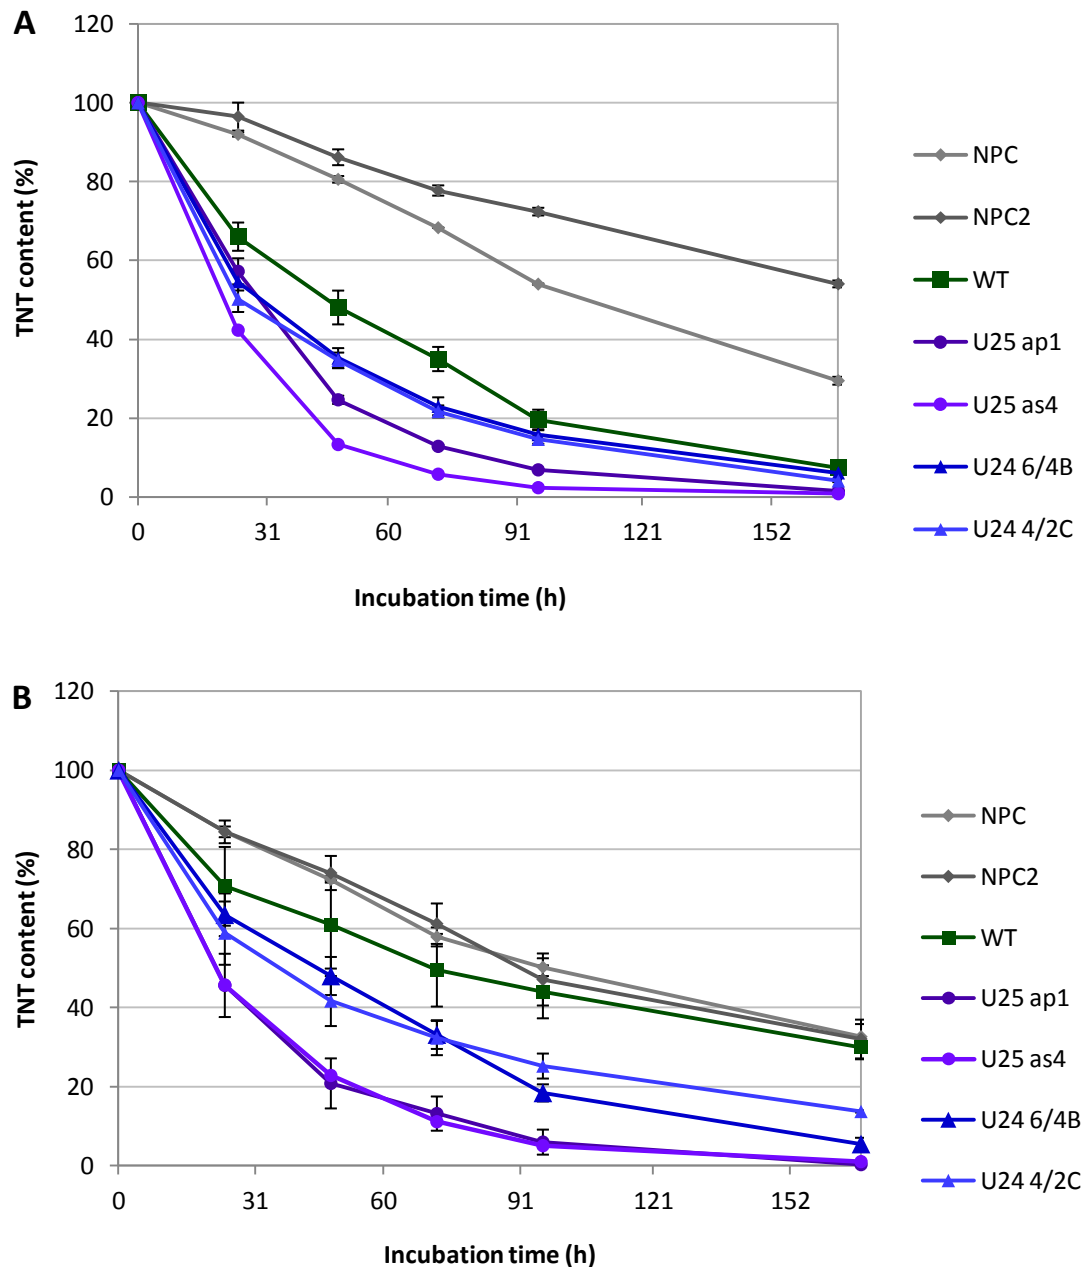 A
120
100
80
60
40
20
0
TNT content (%)
0 31 60 91 121 152
Incubation time (h)
NPC
NPC2
WT
U25 ap1
U25 as4
U24 6/4B
U24 4/2C
B
120
100
80
60
40
20
0
TNT content (%)
0 31 60 91 121 152
Incubation time (h)
NPC
NPC2
WT
U25 ap1
U25 as4
U24 6/4B
U24 4/2C